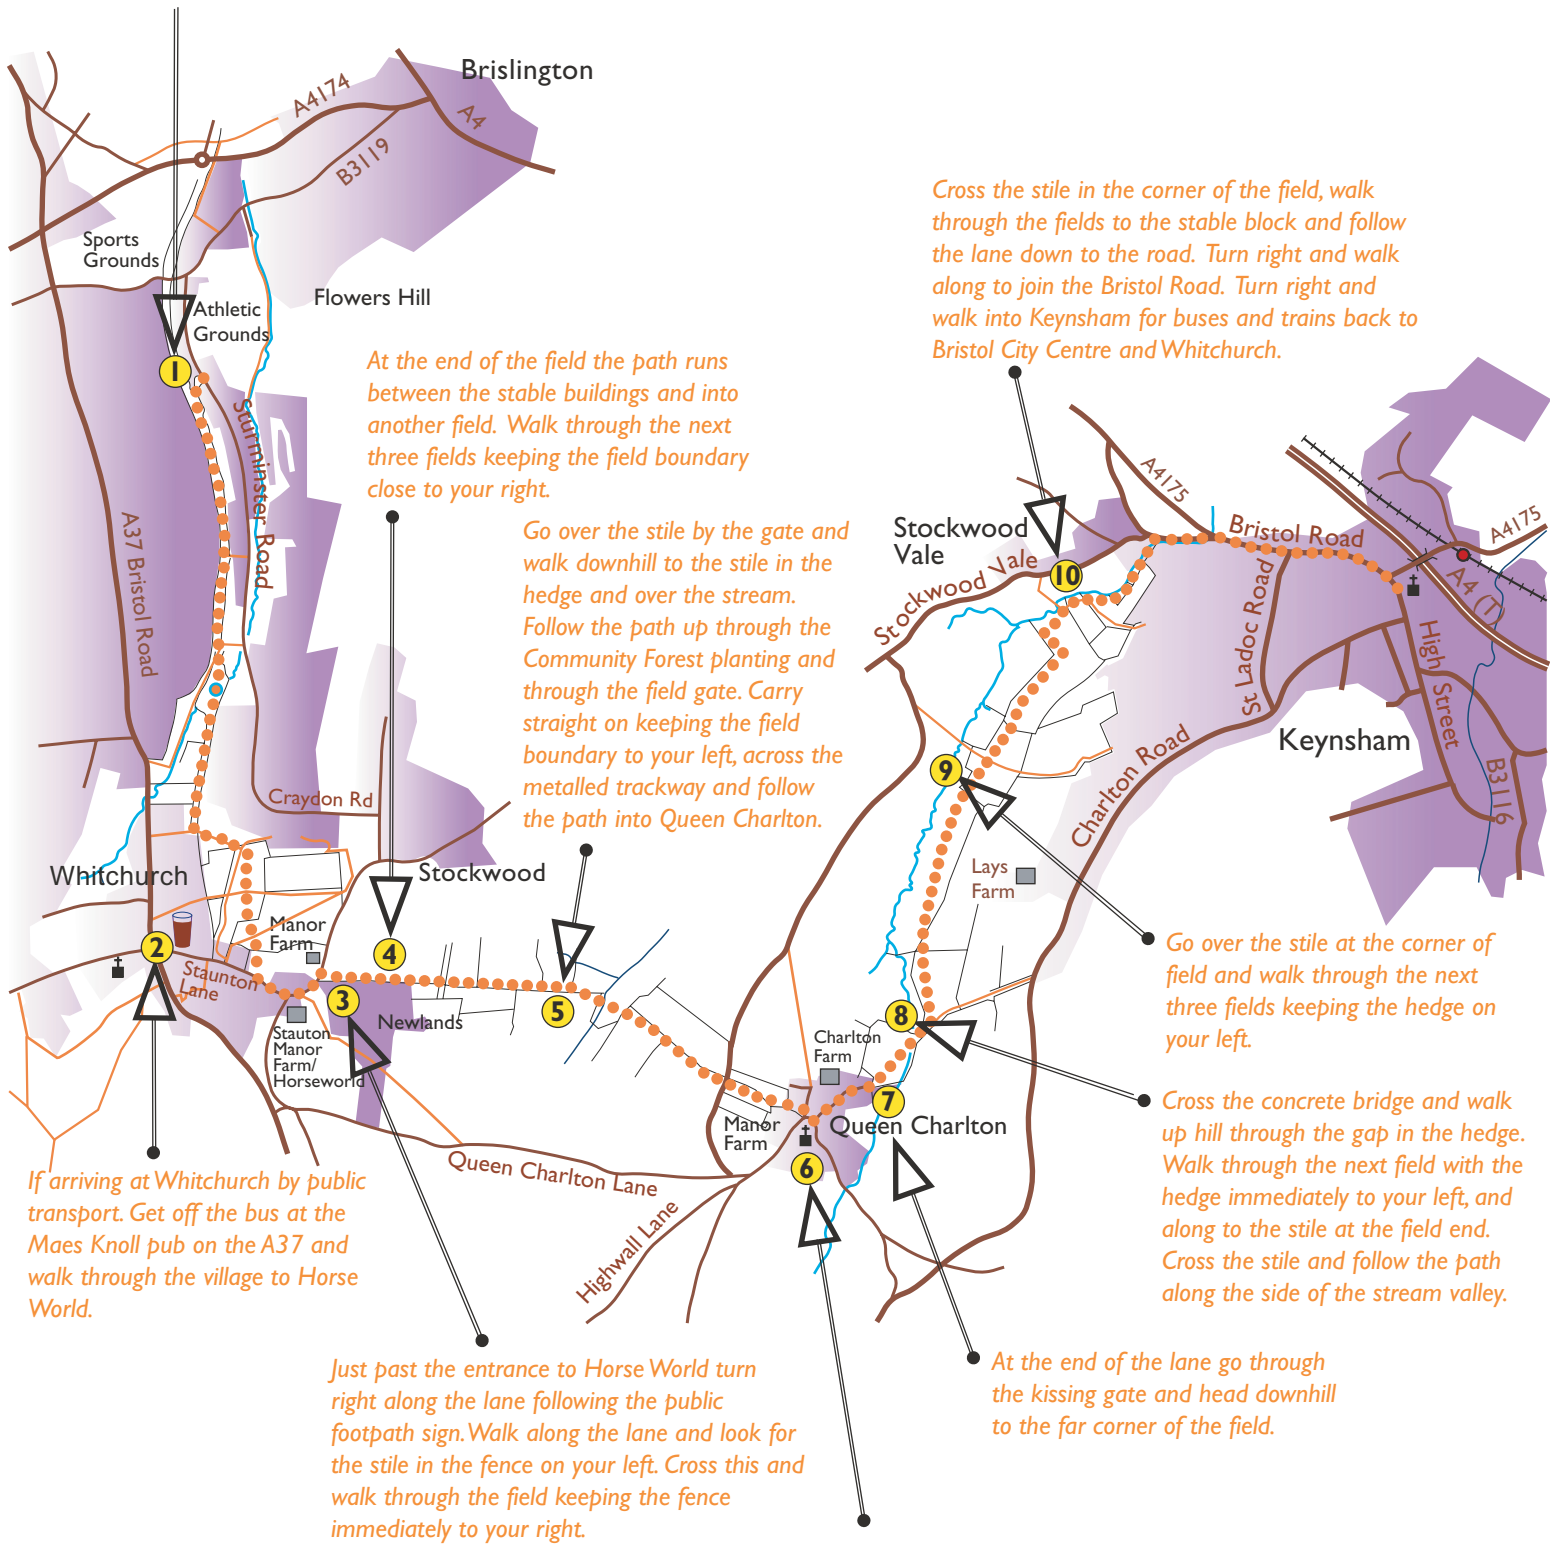 Brislington
A4174
A4
B3119
Sports
Grounds
Flowers Hill
Athletic
Grounds
1
Sturminster Road
A37 Bristol Road
At the end of the field the path runs
between the stable buildings and into
another field. Walk through the next
three fields keeping the field boundary
close to your right.
Go over the stile by the gate and
walk downhill to the stile in the
hedge and over the stream.
Follow the path up through the
Community Forest planting and
through the field gate. Carry
straight on keeping the field
boundary to your left, across the
metalled trackway and follow
the path into Queen Charlton.
Cross the stile in the corner of the field, walk
through the fields to the stable block and follow
the lane down to the road. Turn right and walk
along to join the Bristol Road. Turn right and
walk into Keynsham for buses and trains back to
Bristol City Centre and Whitchurch.
A4175
Stockwood
Vale
Stockwood Vale
10
Bristol Road
A4175
A4 (T)
St Ladoc Road
High Street
Keynsham
B3116
Charlton Road
9
Lays
Farm
Craydon Rd
Whitchurch
Stockwood
Manor
Farm
2
Staunton
Lane
4
3
5
Newlands
Stauton
Manor
Farm/
Horseworld
8
Charlton
Farm
7
Manor
Farm
Queen Charlton
6
Queen Charlton Lane
Highwall Lane
Go over the stile at the corner of
field and walk through the next
three fields keeping the hedge on
your left.
Cross the concrete bridge and walk
up hill through the gap in the hedge.
Walk through the next field with the
hedge immediately to your left, and
along to the stile at the field end.
Cross the stile and follow the path
along the side of the stream valley.
If arriving at Whitchurch by public
transport. Get off the bus at the
Maes Knoll pub on the A37 and
walk through the village to Horse
World.
Just past the entrance to Horse World turn
right along the lane following the public
footpath sign. Walk along the lane and look for
the stile in the fence on your left. Cross this and
walk through the field keeping the fence
immediately to your right.
At the end of the lane go through
the kissing gate and head downhill
to the far corner of the field.